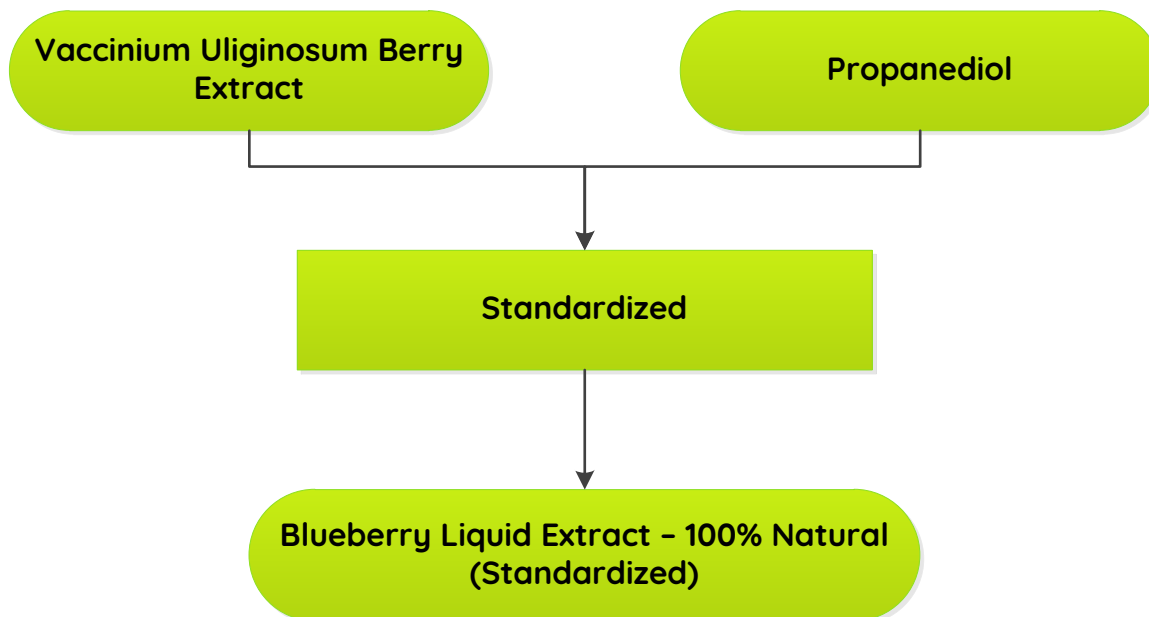 Vaccinium Uliginosum Berry
Extract
Propanediol
Standardized
Blueberry Liquid Extract – 100% Natural
(Standardized)